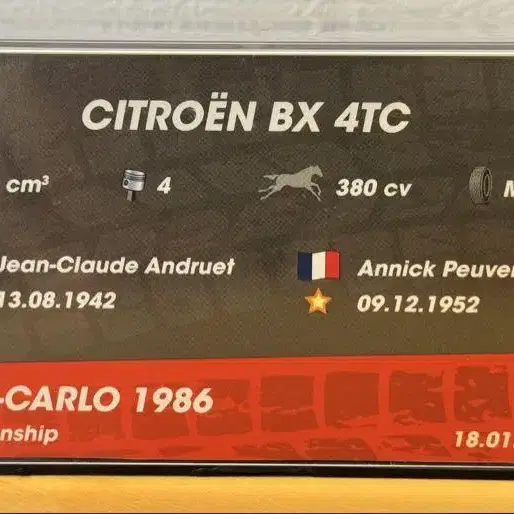 CITROËN BX 4TC
cm³ 4 380 cv M
Jean-Claude Andruet Annick Peuve
13.08.1942 09.12.1952
-CARLO 1986
nship 18.01.